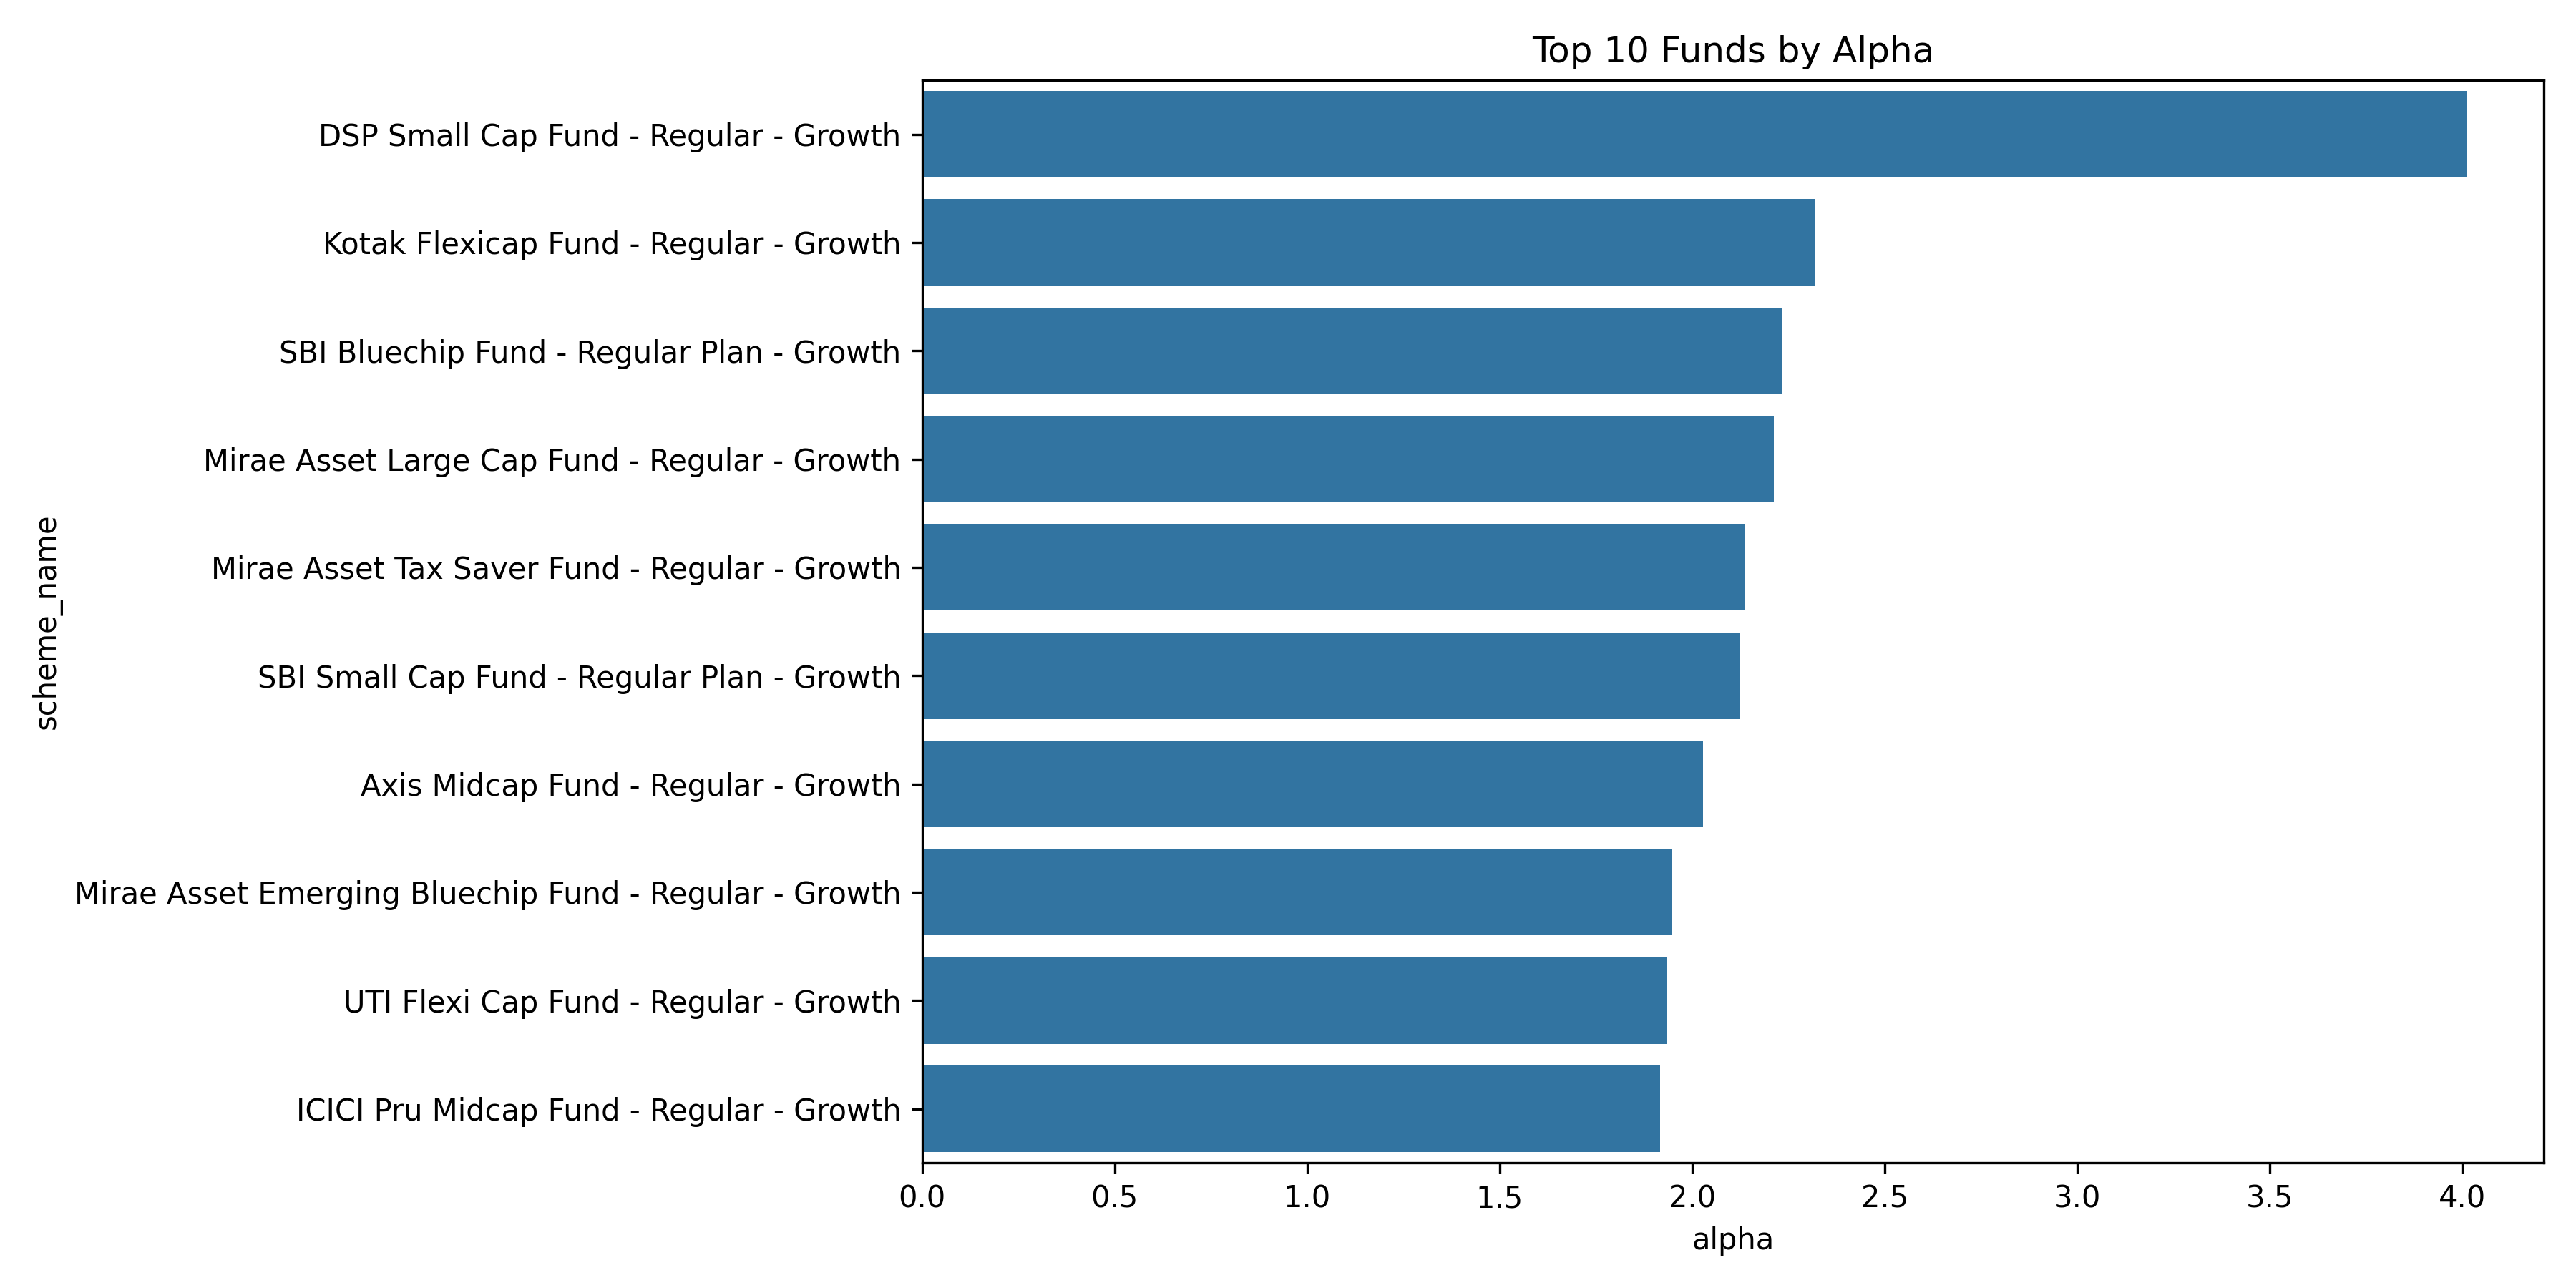 Top 10 Funds by Alpha
scheme_name
DSP Small Cap Fund - Regular - Growth
Kotak Flexicap Fund - Regular - Growth
SBI Bluechip Fund - Regular Plan - Growth
Mirae Asset Large Cap Fund - Regular - Growth
Mirae Asset Tax Saver Fund - Regular - Growth
SBI Small Cap Fund - Regular Plan - Growth
Axis Midcap Fund - Regular - Growth
Mirae Asset Emerging Bluechip Fund - Regular - Growth
UTI Flexi Cap Fund - Regular - Growth
ICICI Pru Midcap Fund - Regular - Growth
0.0 0.5 1.0 1.5 2.0 2.5 3.0 3.5 4.0
alpha